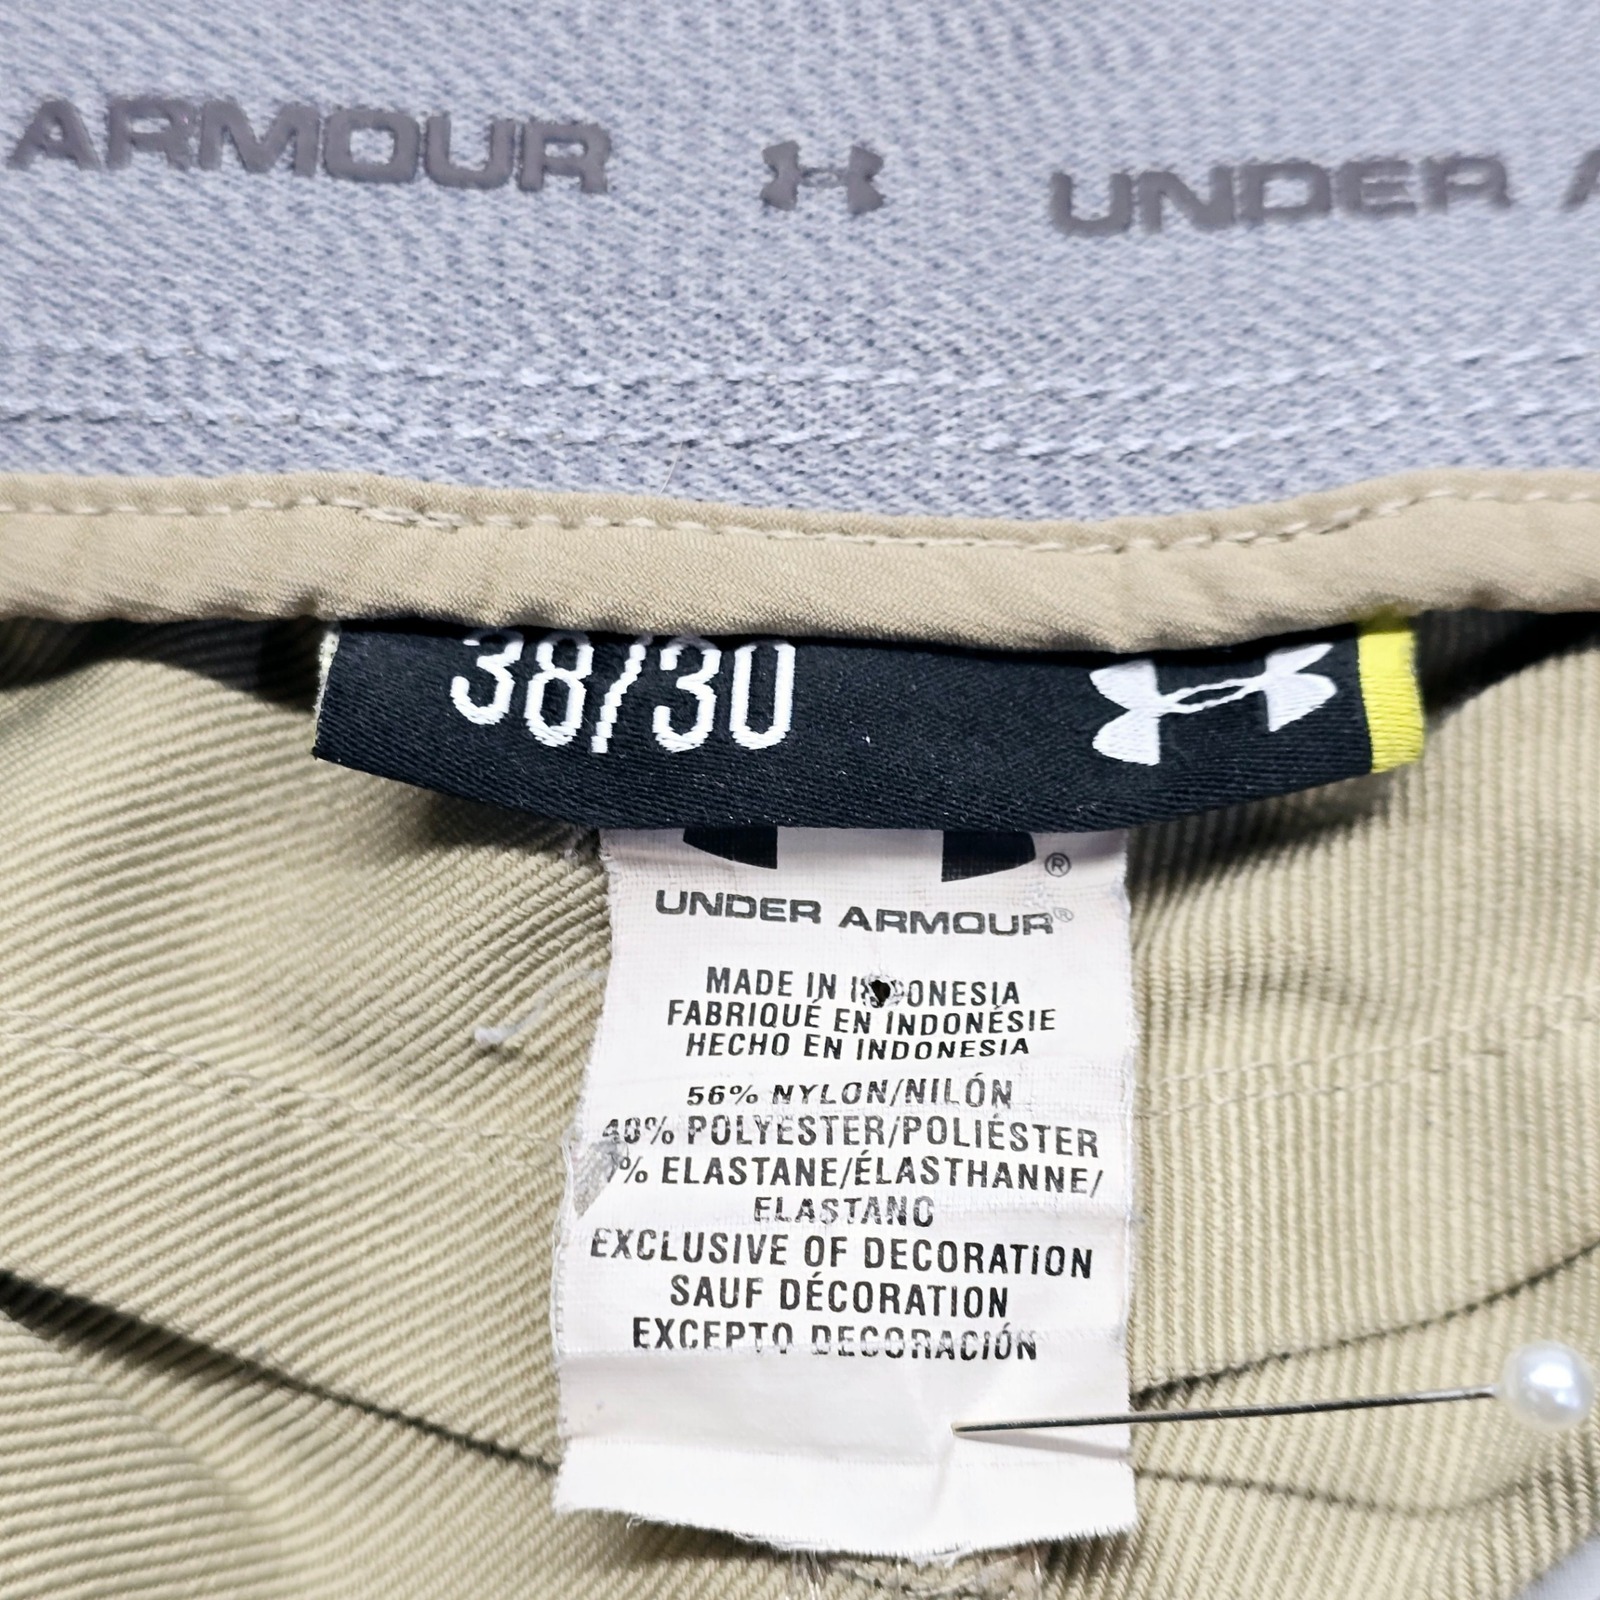 ARMOUR UNDER
38/30
UNDER ARMOUR®
MADE IN INDONESIA
FABRIQUÉ EN INDONÉSIE
HECHO EN INDONESIA
56% NYLON/NILÓN
POLYESTER/POLIÉSTER
ELASTANE/ÉLASTHANNE/
ELASTANO
EXCLUSIVE OF DECORATION
SAUF DÉCORATION
EXCEPTO DECORACIÓN